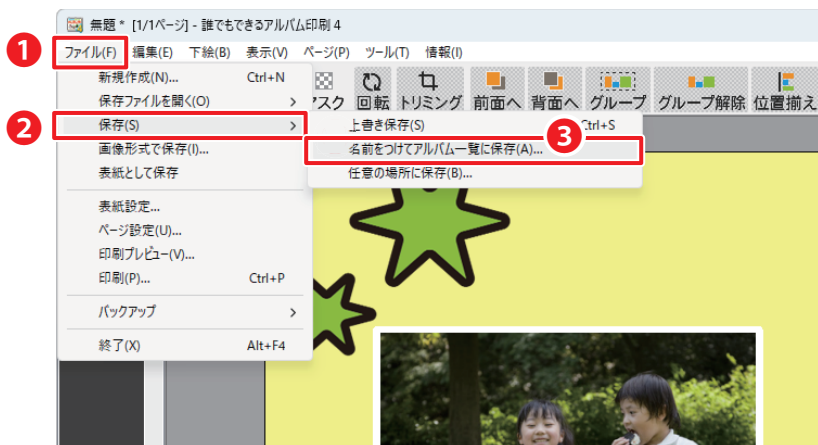 無題 * [1/1ページ] - 誰でもできるアルバム印刷 4
1
ファイル(F) 編集(E) 下絵(B) 表示(V) ページ(P) ツール(T) 情報(I)
新規作成(N)... Ctrl+N
保存ファイルを開く(O) >
スク 回転 トリミング 前面へ 背面へ グループ グループ解除 位置揃え
2
保存(S) >
上書き保存(S) Ctrl+S
3
画像形式で保存(I)...
名前をつけてアルバム一覧に保存(A)...
表紙として保存
任意の場所に保存(B)...
表紙設定...
ページ設定(U)...
印刷プレビュー(V)...
印刷(P)... Ctrl+P
バックアップ >
終了(X) Alt+F4